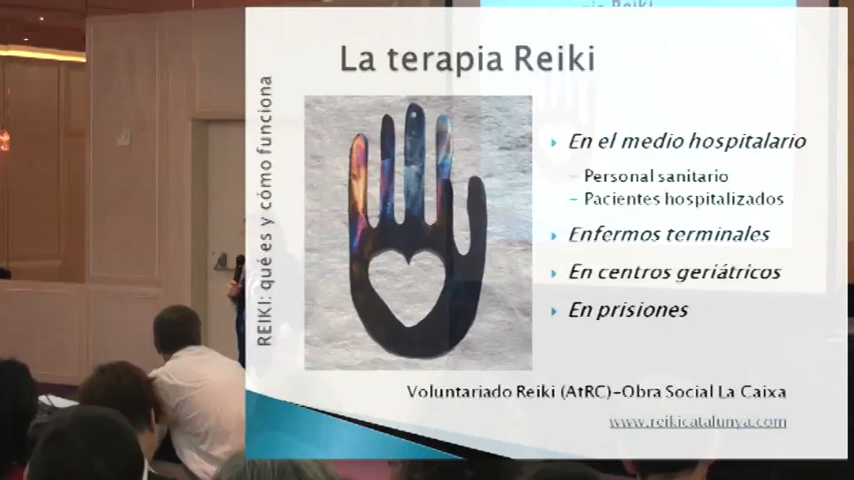 La terapia Reiki
REIKI: qué es y cómo funciona
En el medio hospitalario
– Personal sanitario
– Pacientes hospitalizados
Enfermos terminales
En centros geriátricos
En prisiones
Voluntariado Reiki (AtRC)-Obra Social La Caixa
www.reikicatalunya.com